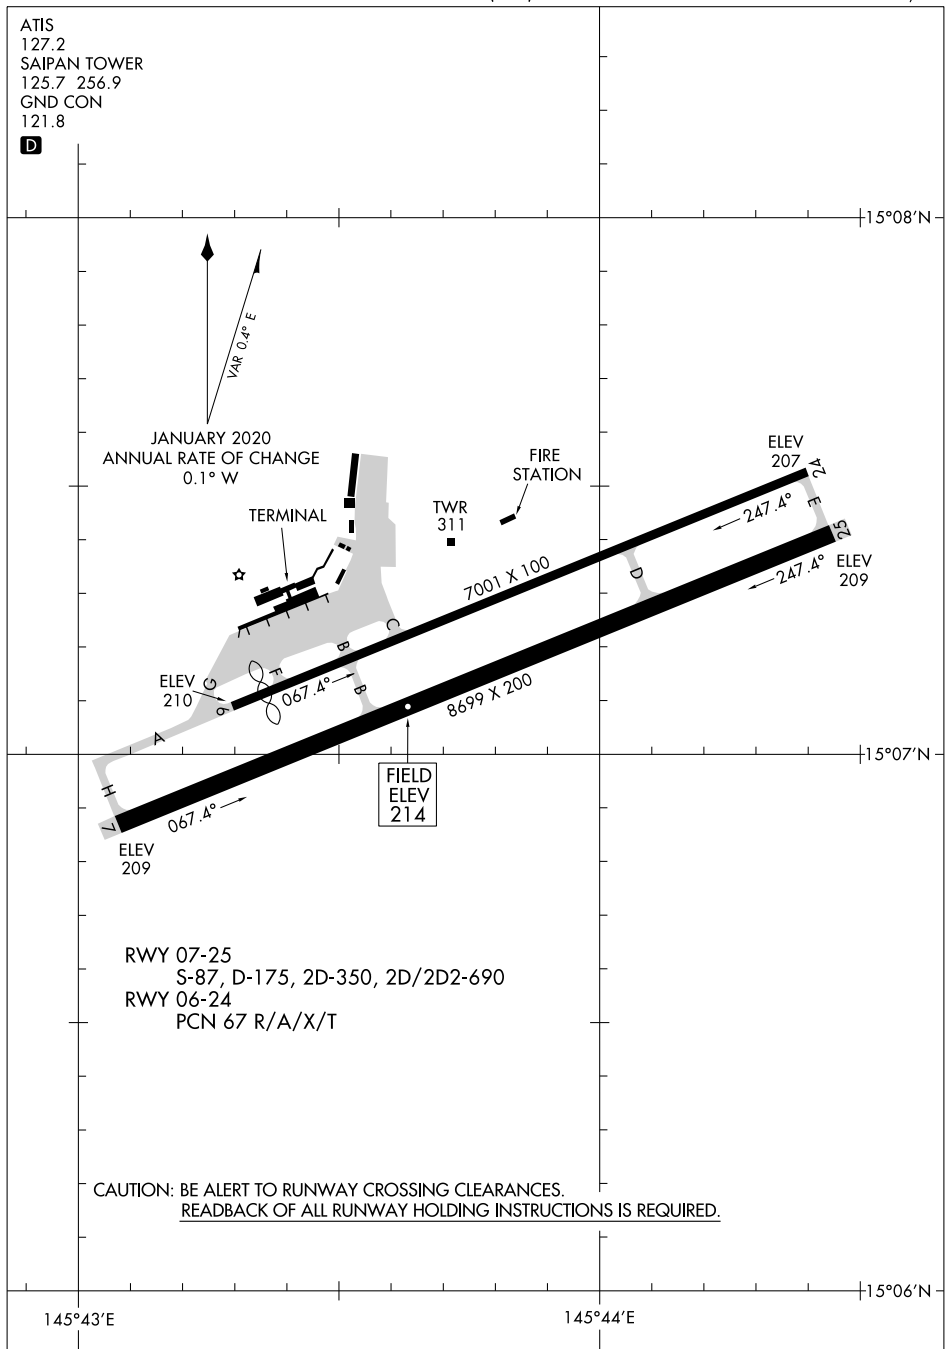 ATIS
127.2
SAIPAN TOWER
125.7 256.9
GND CON
121.8
D
15°08'N
VAR 0.4° E
JANUARY 2020
ANNUAL RATE OF CHANGE
0.1° W
FIRE
STATION
ELEV
207
24
TERMINAL
TWR
311
247.4°
E
25
ELEV
209
247.4°
7001 X 100
D
C
B
F
G
ELEV
210
6
067.4°
B
8699 X 200
A
15°07'N
FIELD
ELEV
214
H
7
067.4°
ELEV
209
RWY 07-25
S-87, D-175, 2D-350, 2D/2D2-690
RWY 06-24
PCN 67 R/A/X/T
CAUTION: BE ALERT TO RUNWAY CROSSING CLEARANCES.
READBACK OF ALL RUNWAY HOLDING INSTRUCTIONS IS REQUIRED.
15°06'N
145°43'E
145°44'E